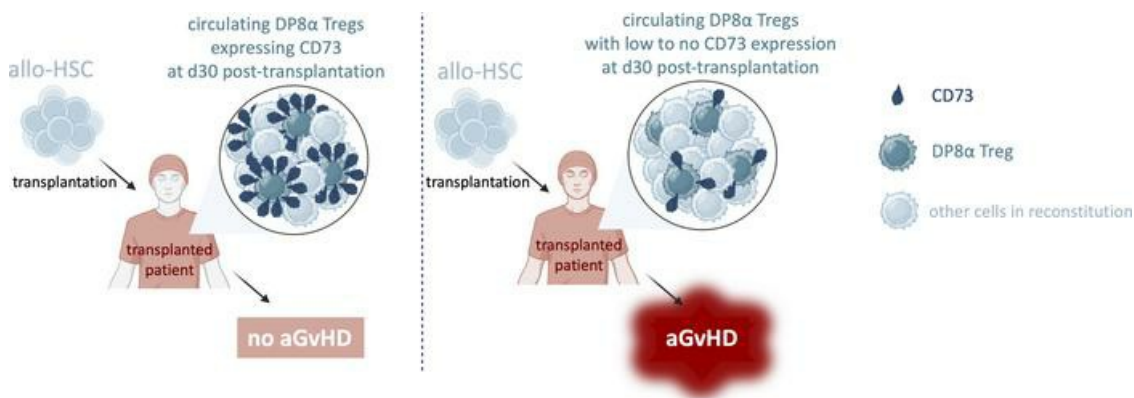 circulating DP8α Tregs
expressing CD73
at d30 post-transplantation
allo-HSC
transplantation
transplanted
patient
no aGvHD
circulating DP8α Tregs
with low to no CD73 expression
at d30 post-transplantation
allo-HSC
transplantation
transplanted
patient
aGvHD
CD73
DP8α Treg
other cells in reconstitution